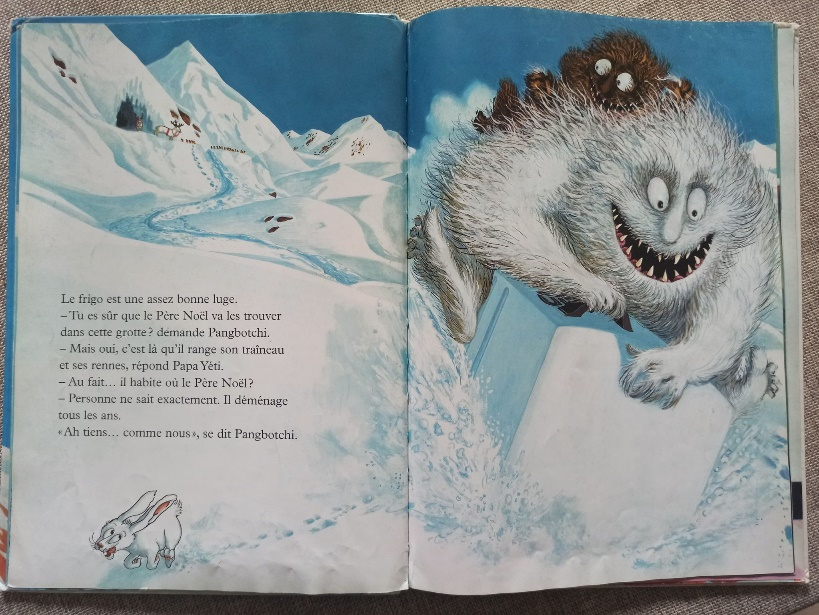 Le frigo est une assez bonne luge.
– Tu es sûr que le Père Noël va les trouver
dans cette grotte ? demande Pangbotchi.
– Mais oui, c'est là qu'il range son traîneau
et ses rennes, répond Papa Yéti.
– Au fait… il habite où le Père Noël ?
– Personne ne sait exactement. Il déménage
tous les ans.
« Ah tiens… comme nous », se dit Pangbotchi.